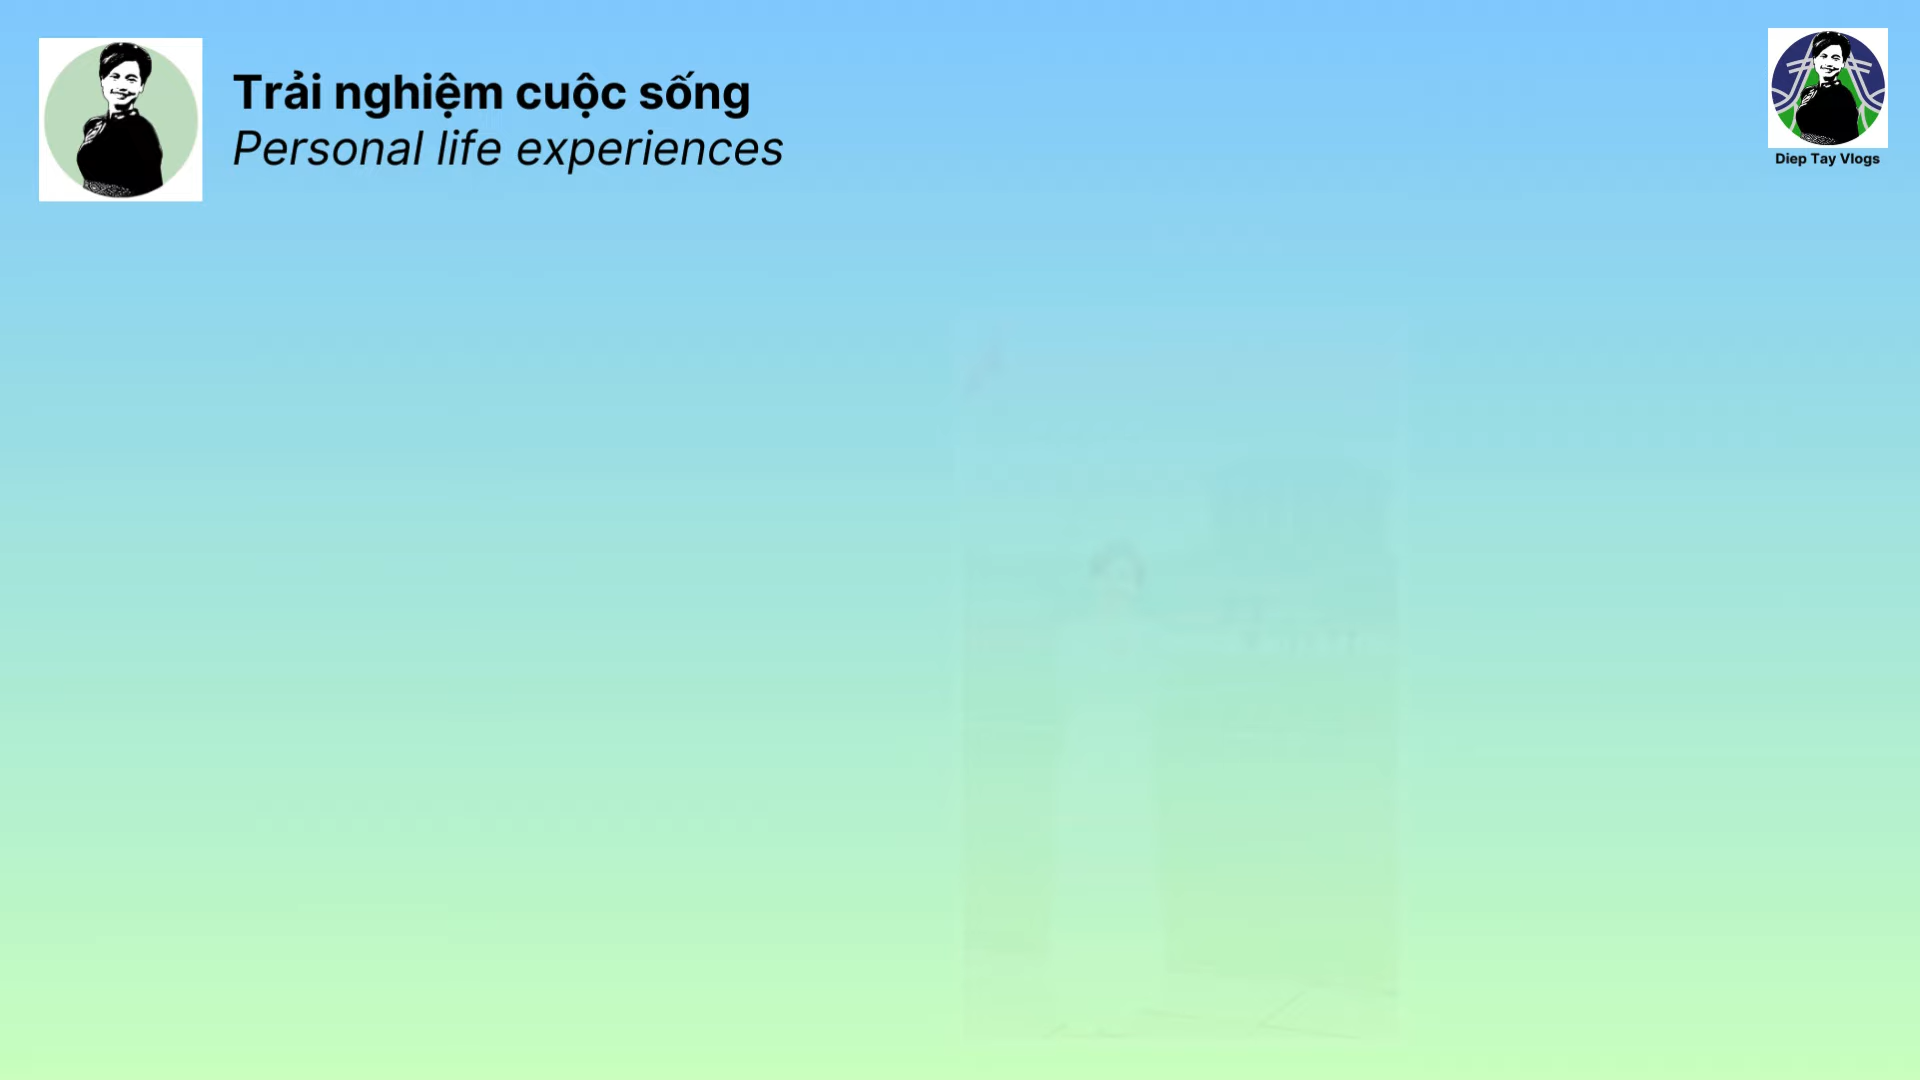 Trải nghiệm cuộc sống
Personal life experiences
Diep Tay Vlogs